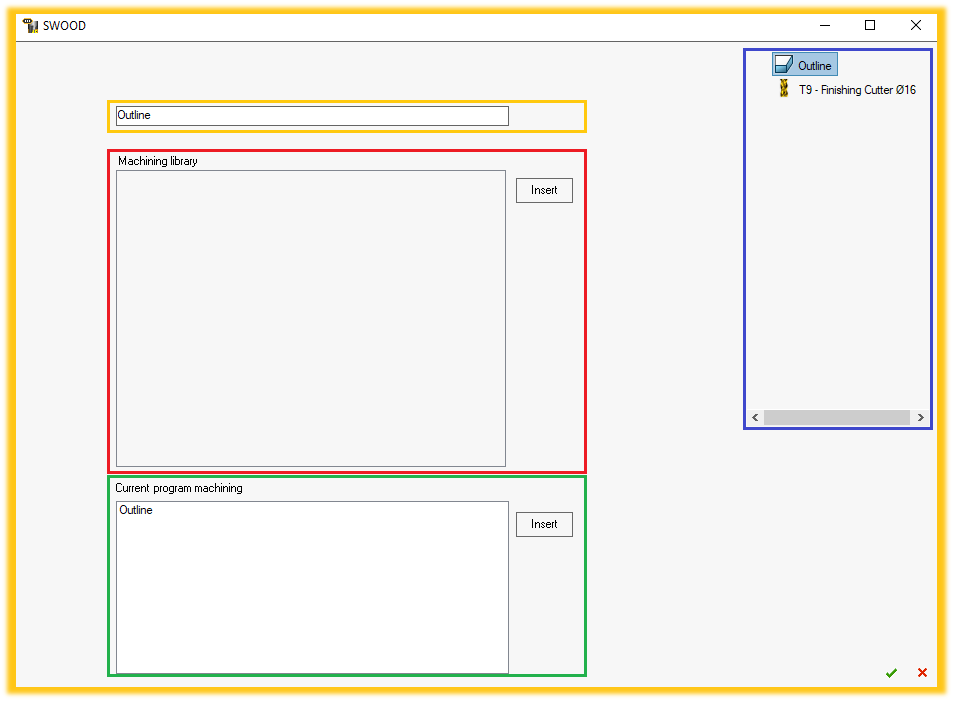 SWOOD
Outline
T9 - Finishing Cutter Ø16
Outline
Machining library
Insert
Current program machining
Outline
Insert